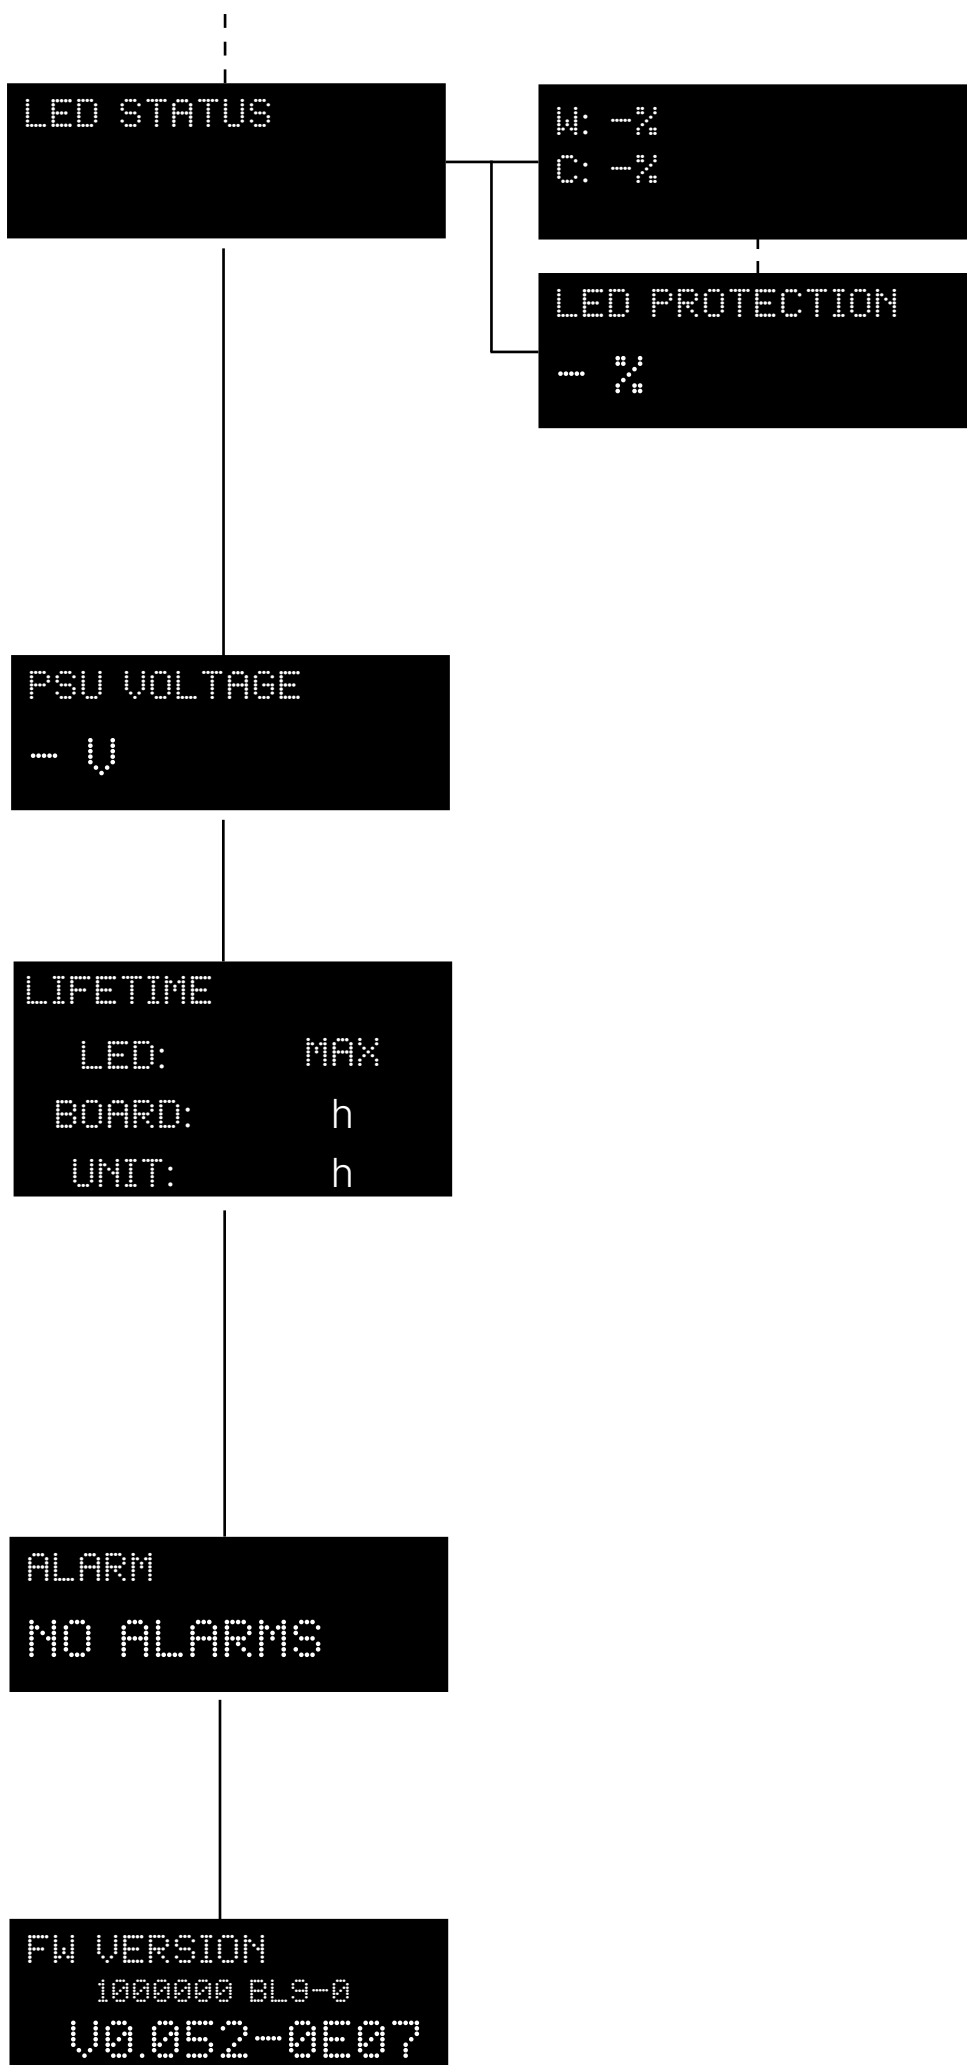 LED STATUS
W: -%
C: -%
LED PROTECTION
- %
PSU VOLTAGE
- V
LIFETIME
LED: MAX
BOARD: h
UNIT: h
ALARM
NO ALARMS
FW VERSION
1000000 BL9-0
V0.052-0E07